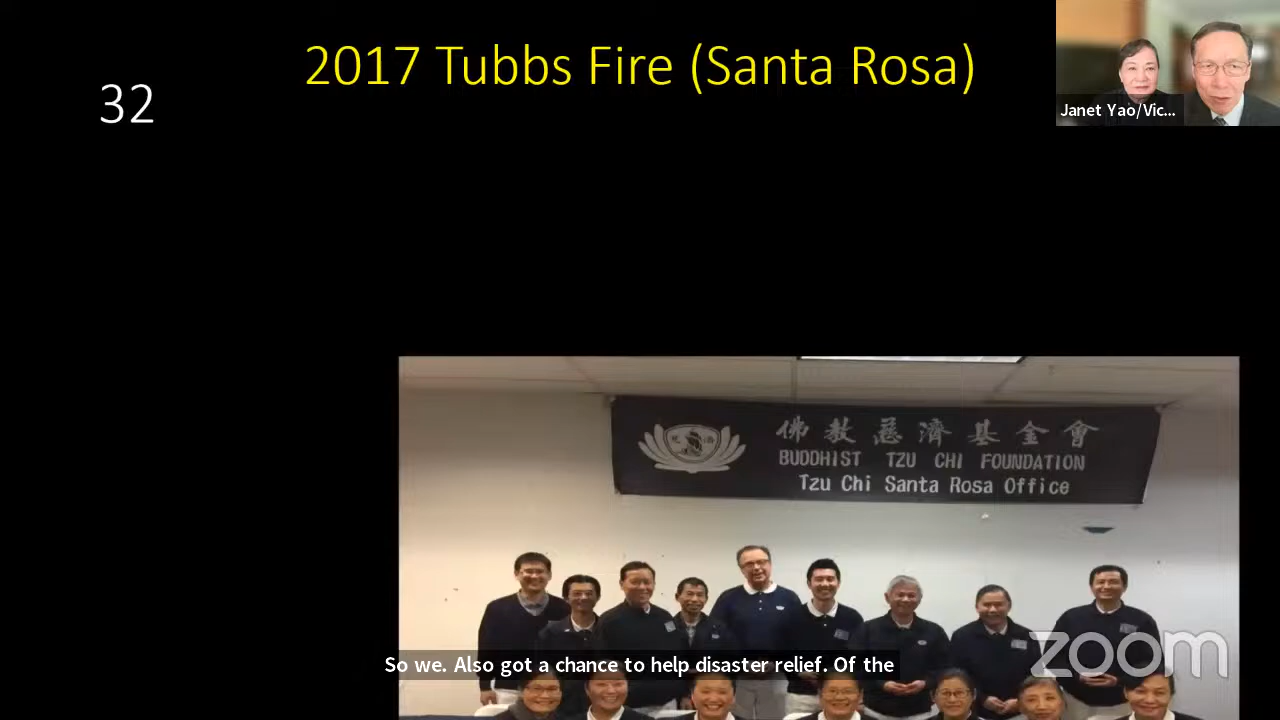 2017 Tubbs Fire (Santa Rosa)
32
Janet Yao/Vic...
佛教慈濟基金會
BUDDHIST TZU CHI FOUNDATION
Tzu Chi Santa Rosa Office
zoom
So we. Also got a chance to help disaster relief. Of the